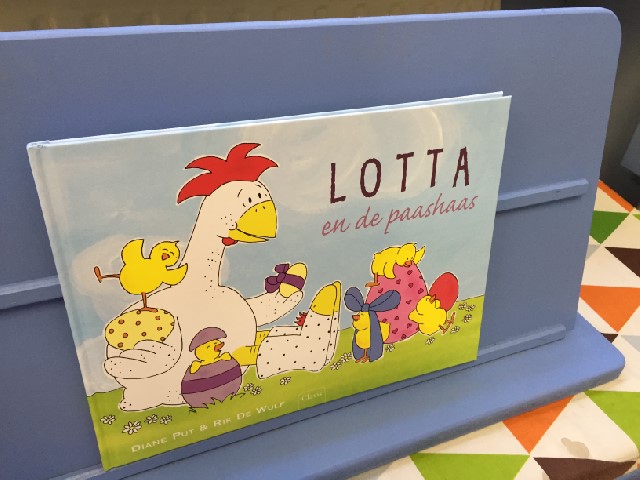 LOTTA
en de paashaas
DIANE PUT & RIK DE WULF